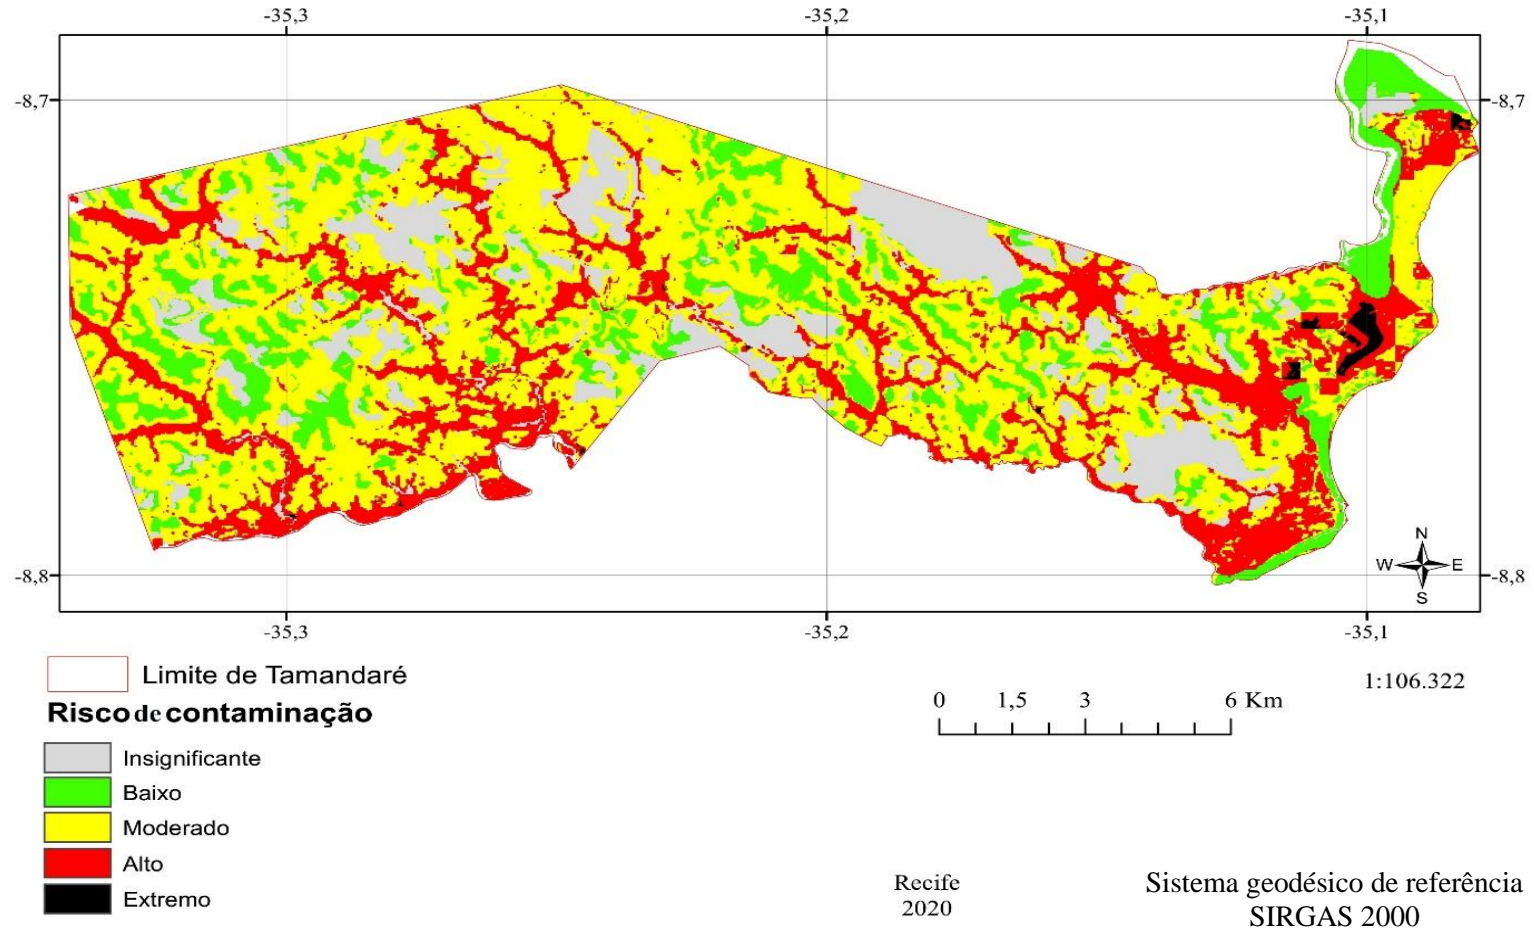 -35,3 -35,2 -35,1
-8,7 -8,7
N
W E
S
-8,8 -8,8
-35,3 -35,2 -35,1
Limite de Tamandaré
1:106.322
Risco de contaminação
0 1,5 3 6 Km
Insignificante
Baixo
Moderado
Alto
Extremo
Recife
2020
Sistema geodésico de referência
SIRGAS 2000